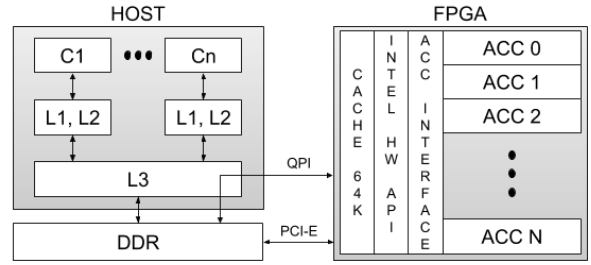 HOST
C1
Cn
L1, L2
L1, L2
L3
DDR
QPI
PCI-E
FPGA
CACHE 64K
INTEL HW API
ACC INTERFACE
ACC 0
ACC 1
ACC 2
ACC N